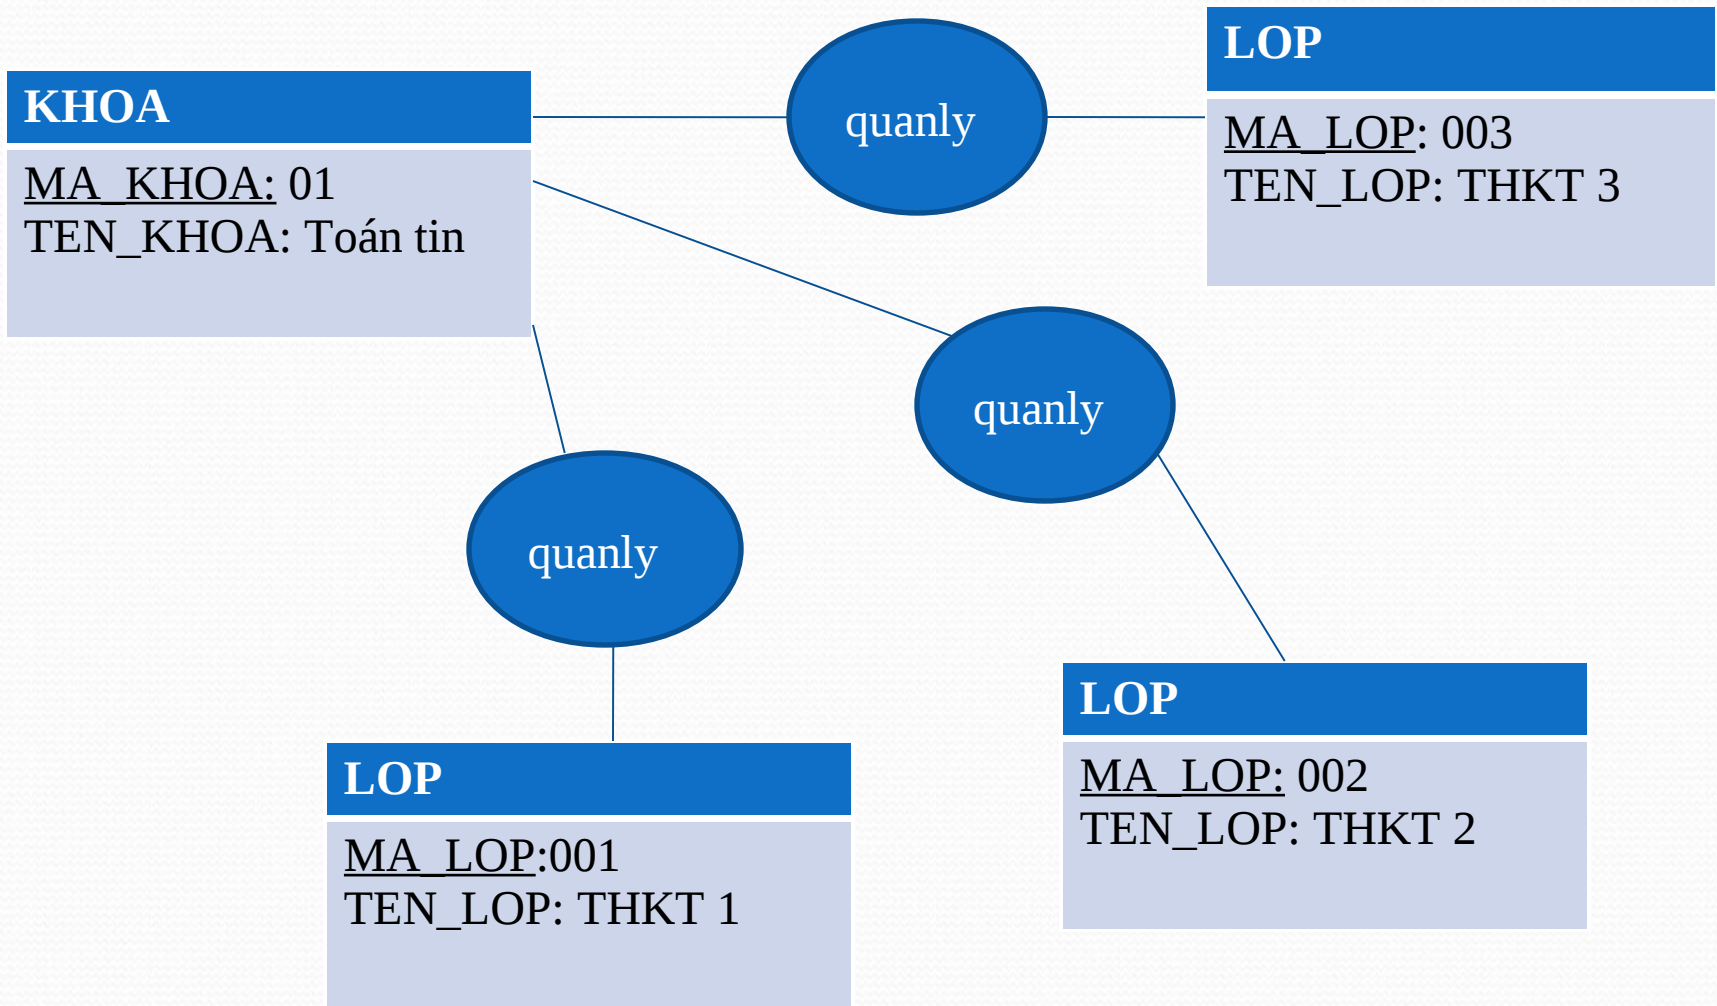 KHOA
MA_KHOA: 01
TEN_KHOA: Toán tin
quanly
LOP
MA_LOP: 003
TEN_LOP: THKT 3
quanly
quanly
LOP
MA_LOP:001
TEN_LOP: THKT 1
LOP
MA_LOP: 002
TEN_LOP: THKT 2